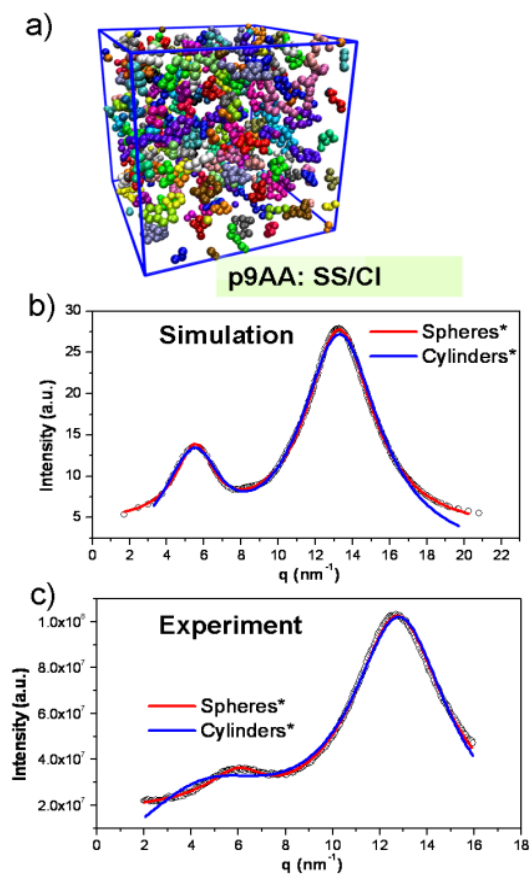 a)
p9AA: SS/Cl
b)
Simulation
Spheres*
Cylinders*
Intensity (a.u.)
30
25
20
15
10
5
0 2 4 6 8 10 12 14 16 18 20 22
q (nm⁻¹)
c)
Experiment
Spheres*
Cylinders*
Intensity (a.u.)
1.0x10⁸
8.0x10⁷
6.0x10⁷
4.0x10⁷
2.0x10⁷
0 2 4 6 8 10 12 14 16 18
q (nm⁻¹)